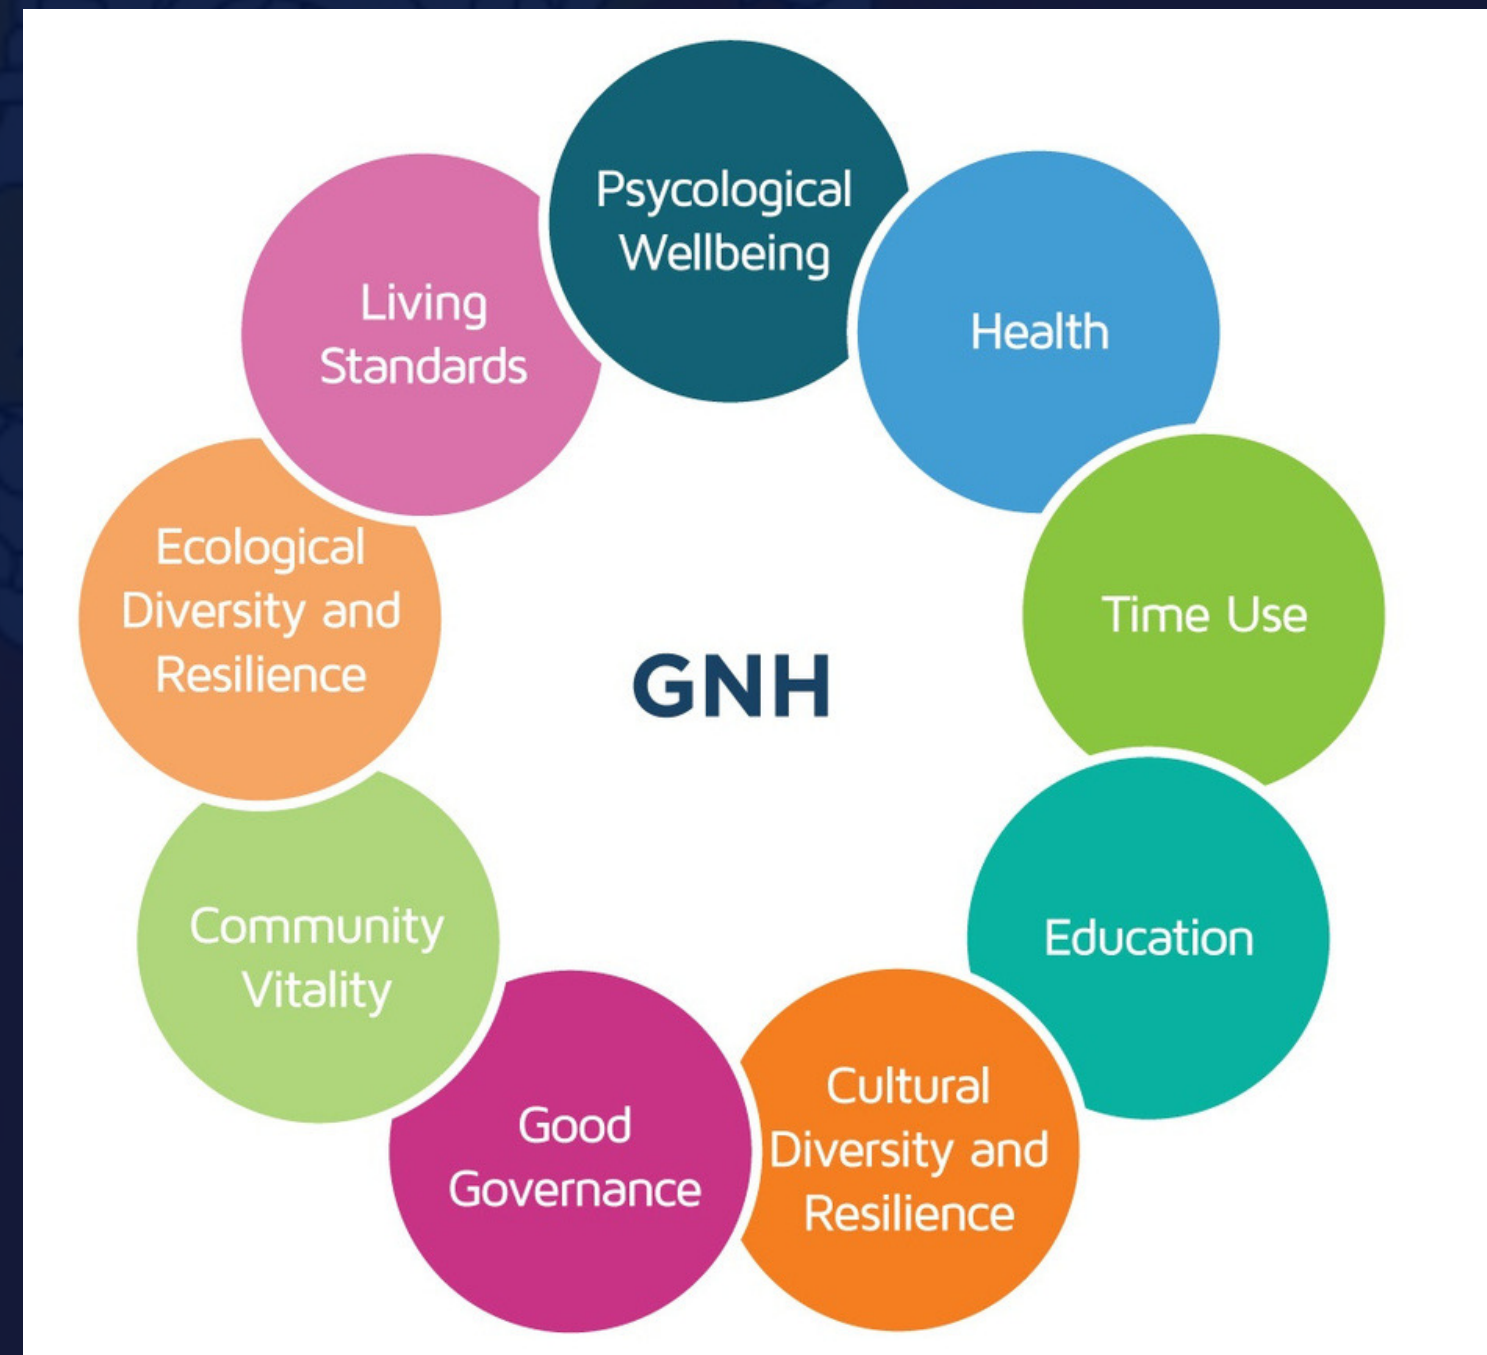 Psycological
Wellbeing
Health
Time Use
Education
Cultural
Diversity and
Resilience
Good
Governance
Community
Vitality
Ecological
Diversity and
Resilience
Living
Standards
GNH